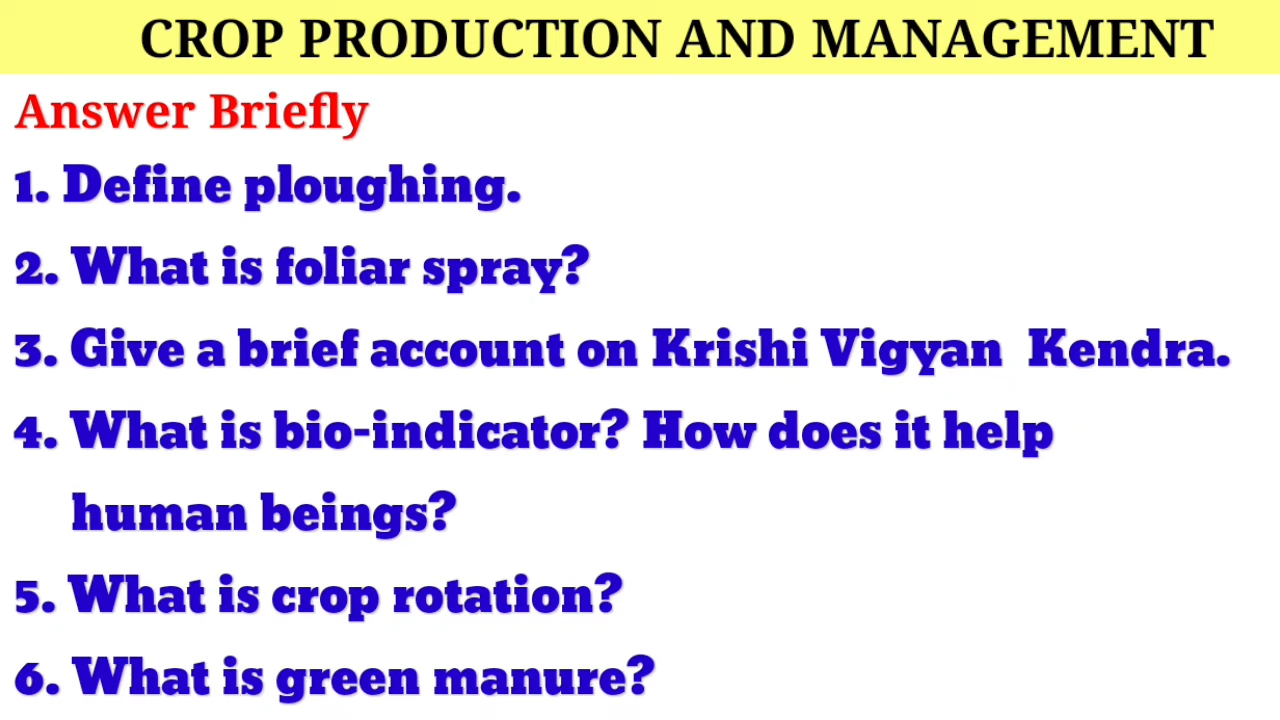 CROP PRODUCTION AND MANAGEMENT
Answer Briefly
1. Define ploughing.
2. What is foliar spray?
3. Give a brief account on Krishi Vigyan Kendra.
4. What is bio-indicator? How does it help
human beings?
5. What is crop rotation?
6. What is green manure?